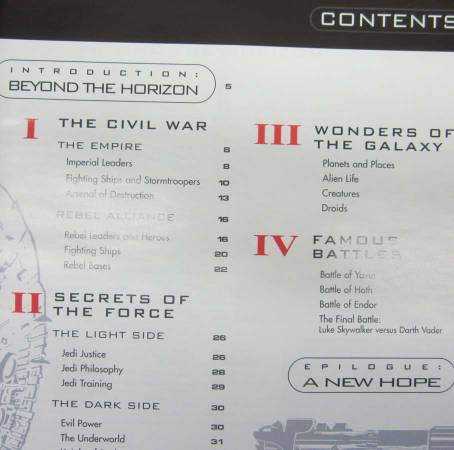 CONTENTS
INTRODUCTION:
BEYOND THE HORIZON 5
I THE CIVIL WAR
THE EMPIRE 8
Imperial Leaders 8
Fighting Ships and Stormtroopers 10
Arsenal of Destruction 13
REBEL ALLIANCE 16
Rebel Leaders and Heroes 16
Fighting Ships 20
Rebel Bases 22
II SECRETS OF
THE FORCE
THE LIGHT SIDE 26
Jedi Justice 26
Jedi Philosophy 28
Jedi Training 29
THE DARK SIDE 30
Evil Power 30
The Underworld 31
III WONDERS OF
THE GALAXY
Planets and Places
Alien Life
Creatures
Droids
IV FAMOUS
BATTLES
Battle of Yavin
Battle of Hoth
Battle of Endor
The Final Battle:
Luke Skywalker versus Darth Vader
EPILOGUE:
A NEW HOPE